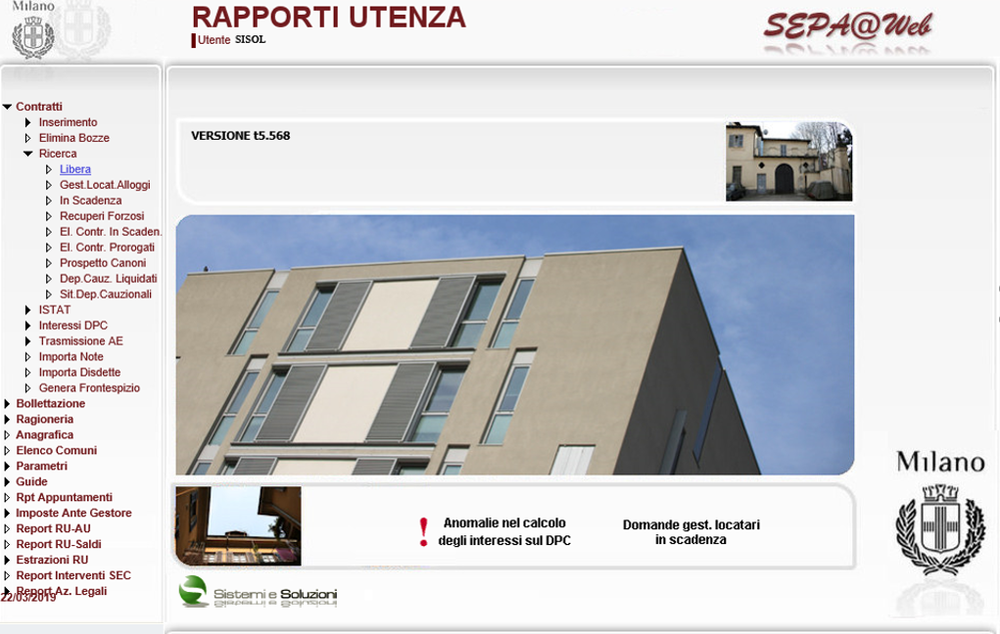 Milano
RAPPORTI UTENZA
Utente SISOL
SEPA@Web
Contratti
Inserimento
Elimina Bozze
Ricerca
Libera
Gest.Locat.Alloggi
In Scadenza
Recuperi Forzosi
El. Contr. In Scaden.
El. Contr. Prorogati
Prospetto Canoni
Dep.Cauz. Liquidati
Sit.Dep.Cauzionali
ISTAT
Interessi DPC
Trasmissione AE
Importa Note
Importa Disdette
Genera Frontespizio
Bollettazione
Ragioneria
Anagrafica
Elenco Comuni
Parametri
Guide
Rpt Appuntamenti
Imposte Ante Gestore
Report RU-AU
Report RU-Saldi
Estrazioni RU
Report Interventi SEC
Report Az. Legali
22/03/2019
VERSIONE t5.568
Anomalie nel calcolo
degli interessi sul DPC
Domande gest. locatari
in scadenza
Milano
Sistemi e Soluzioni